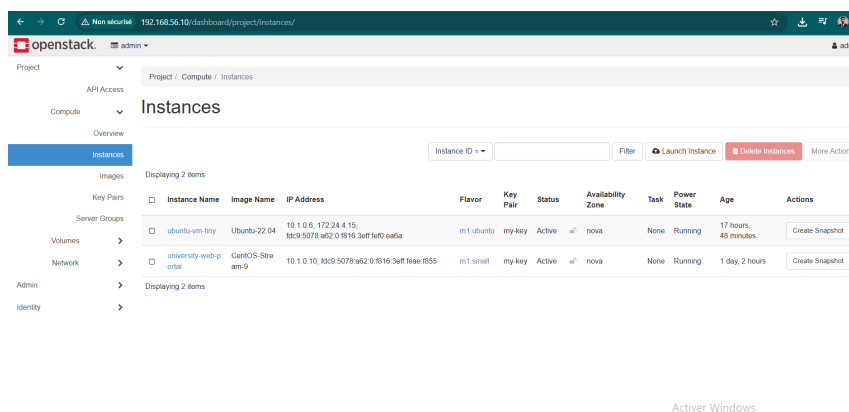 Non sécurisé 192.168.56.10/dashboard/project/instances/
openstack. admin
Project
API Access
Compute
Overview
Instances
Images
Key Pairs
Server Groups
Volumes
Network
Admin
Identity
Project / Compute / Instances
Instances
Instance ID = Filter Launch Instance Delete Instances More Action
Displaying 2 items
Instance Name Image Name IP Address Flavor Key Pair Status Availability Zone Task Power State Age Actions
ubuntu-vm-tiny Ubuntu-22.04 10.1.0.6, 172.24.4.15, fdc9:5078:a62:0:f816:3eff:fef0:ea6a m1.ubuntu my-key Active nova None Running 17 hours, 48 minutes Create Snapshot
university-web-portal CentOS-Stream-9 10.1.0.10, fdc9:5078:a62:0:f816:3eff:feae:f855 m1.small my-key Active nova None Running 1 day, 2 hours Create Snapshot
Displaying 2 items
Activer Windows